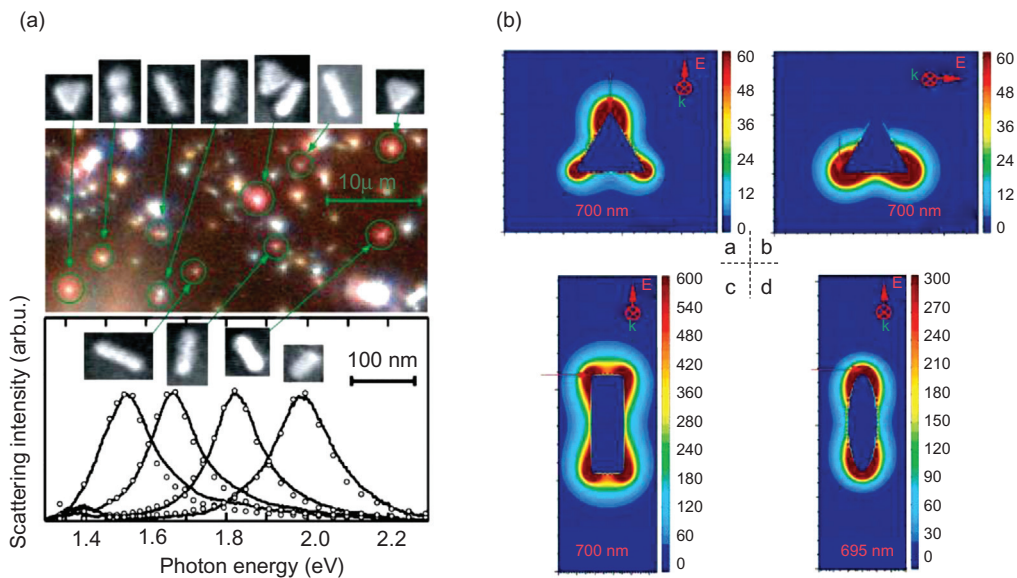 (a)
10μ m
100 nm
Scattering intensity (arb.u.)
1.4 1.6 1.8 2.0 2.2
Photon energy (eV)
(b)
E
k
700 nm
60
48
36
24
12
0
k E
700 nm
60
48
36
24
12
0
a b
c d
E
k
700 nm
600
540
480
420
360
300
240
180
120
60
0
E
k
695 nm
300
270
240
210
180
150
120
90
60
30
0